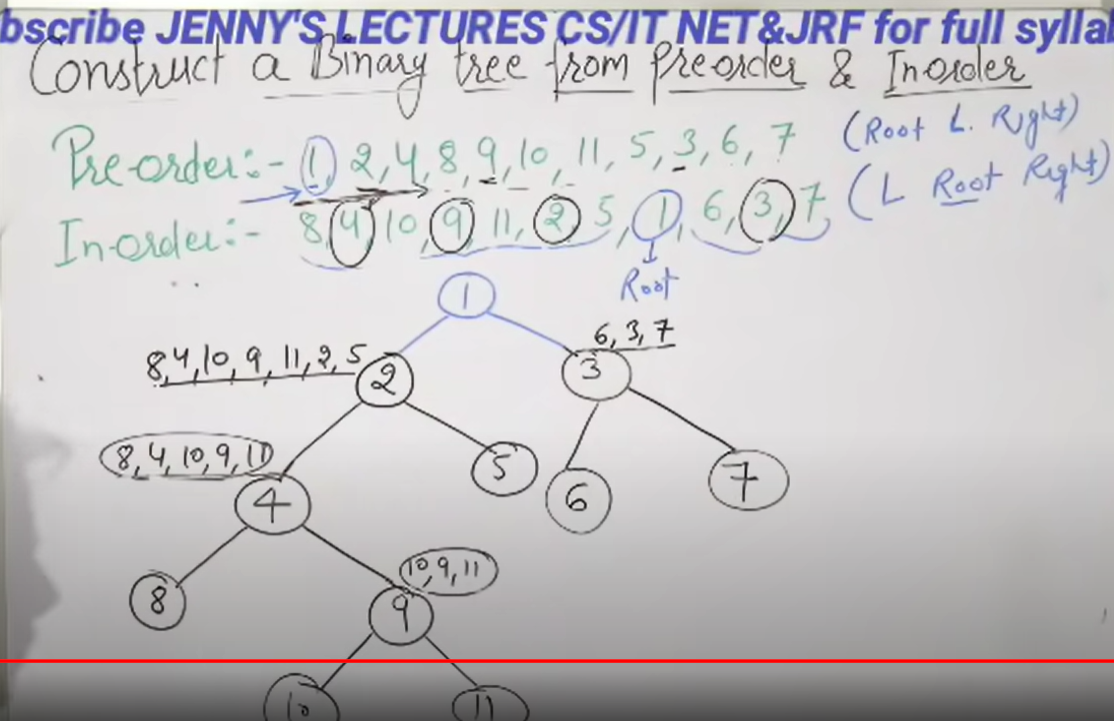 bscribe JENNY'S LECTURES CS/IT NET&JRF for full sylla
Construct a Binary tree from Preorder & Inorder
Pre-order:- 1, 2, 4, 8, 9, 10, 11, 5, 3, 6, 7 (Root L. Right)
In-order:- 8, 4, 10, 9, 11, 2, 5, 1, 6, 3, 7, (L Root Right)
Root
1
6, 3, 7
8, 4, 10, 9, 11, 2, 5
2
3
8, 4, 10, 9, 11
5
6
7
4
10, 9, 11
8
9
10
11